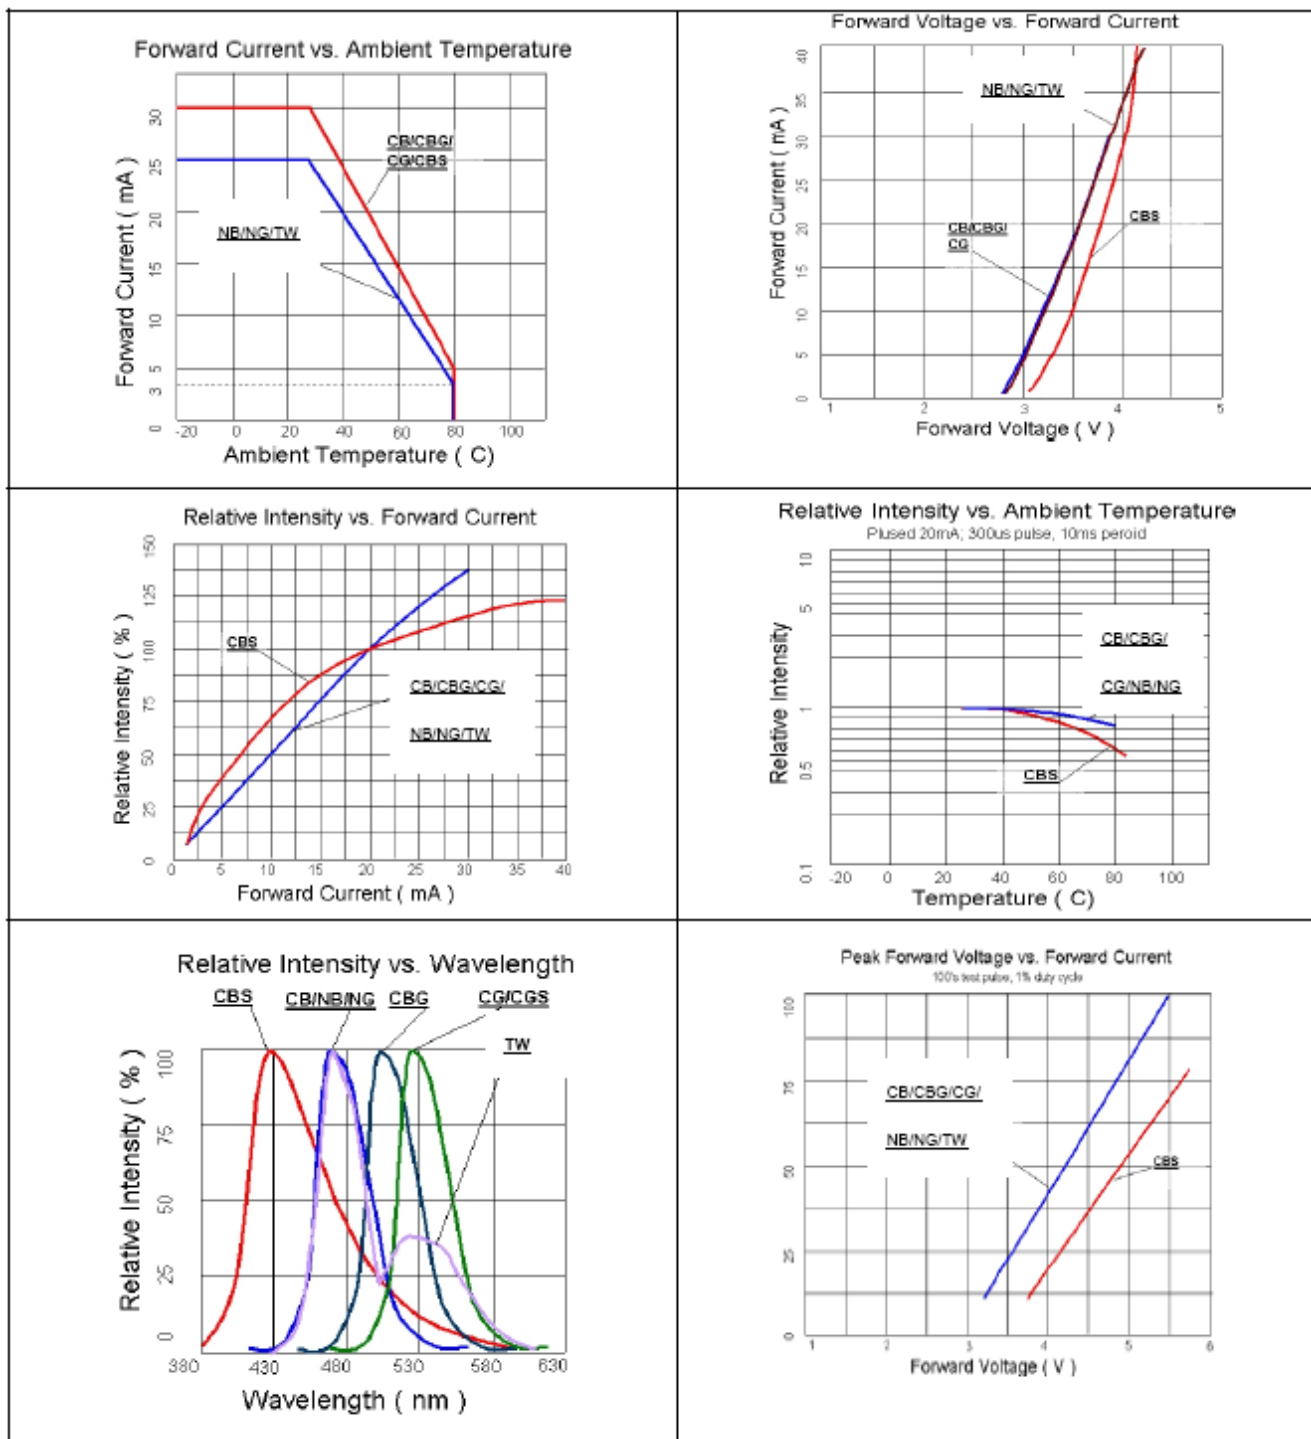 Forward Current vs. Ambient Temperature
Forward Current ( mA )
30
25
20
15
10
5
3
0
CB/CBG/
CG/CBS
NB/NG/TW
-20 0 20 40 60 80 100
Ambient Temperature ( C)
Forward Voltage vs. Forward Current
Forward Current ( mA )
40
35
30
25
20
15
10
5
0
NB/NG/TW
CB/CBG/
CG
CBS
1 2 3 4 5
Forward Voltage ( V )
Relative Intensity vs. Forward Current
Relative Intensity ( % )
150
125
100
75
50
25
0
CBS
CB/CBG/CG/
NB/NG/TW
0 5 10 15 20 25 30 35 40
Forward Current ( mA )
Relative Intensity vs. Ambient Temperature
Plused 20mA; 300us pulse, 10ms peroid
Relative Intensity
10
5
1
0.5
0.1
CB/CBG/
CG/NB/NG
CBS
-20 0 20 40 60 80 100
Temperature ( C)
Relative Intensity vs. Wavelength
CBS CB/NB/NG CBG CG/CGS
TW
Relative Intensity ( % )
100
75
50
25
0
380 430 480 530 580 630
Wavelength ( nm )
Peak Forward Voltage vs. Forward Current
100's test pulse, 1% duty cycle
100
75
50
25
0
CB/CBG/CG/
NB/NG/TW
CBS
1 2 3 4 5 6
Forward Voltage ( V )